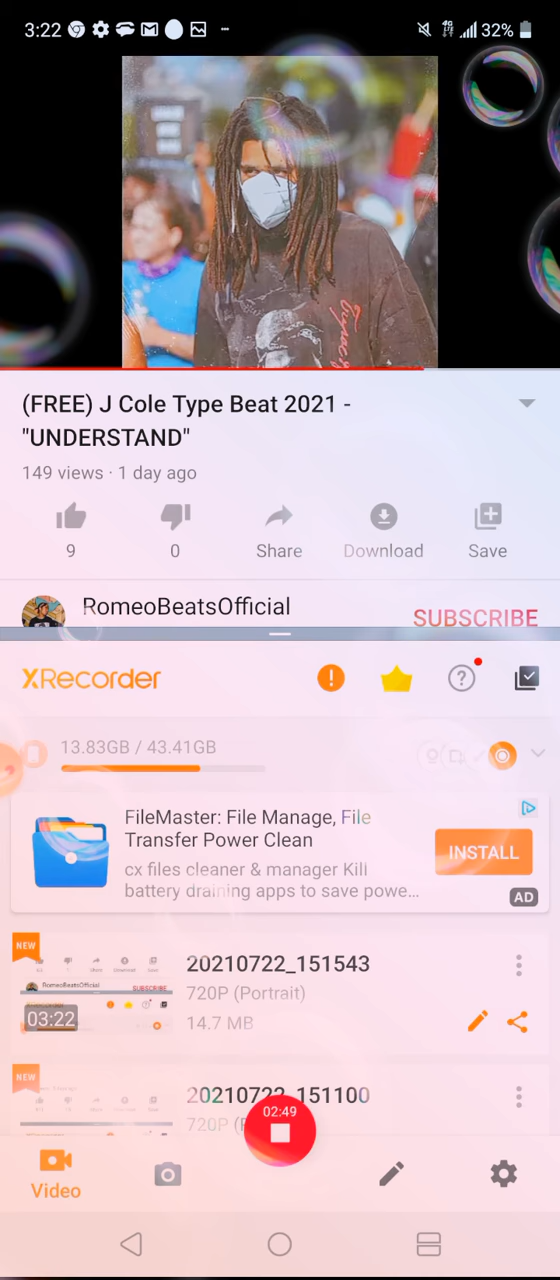 3:22
4G
LTE
32%
(FREE) J Cole Type Beat 2021 -
"UNDERSTAND"
149 views · 1 day ago
9
0
Share
Download
Save
RomeoBeatsOfficial
SUBSCRIBE
XRecorder
13.83GB / 43.41GB
FileMaster: File Manage, File
Transfer Power Clean
cx files cleaner & manager Kill
battery draining apps to save powe...
INSTALL
AD
NEW
03:22
20210722_151543
720P (Portrait)
14.7 MB
NEW
20210722_151100
720P
02:49
Video